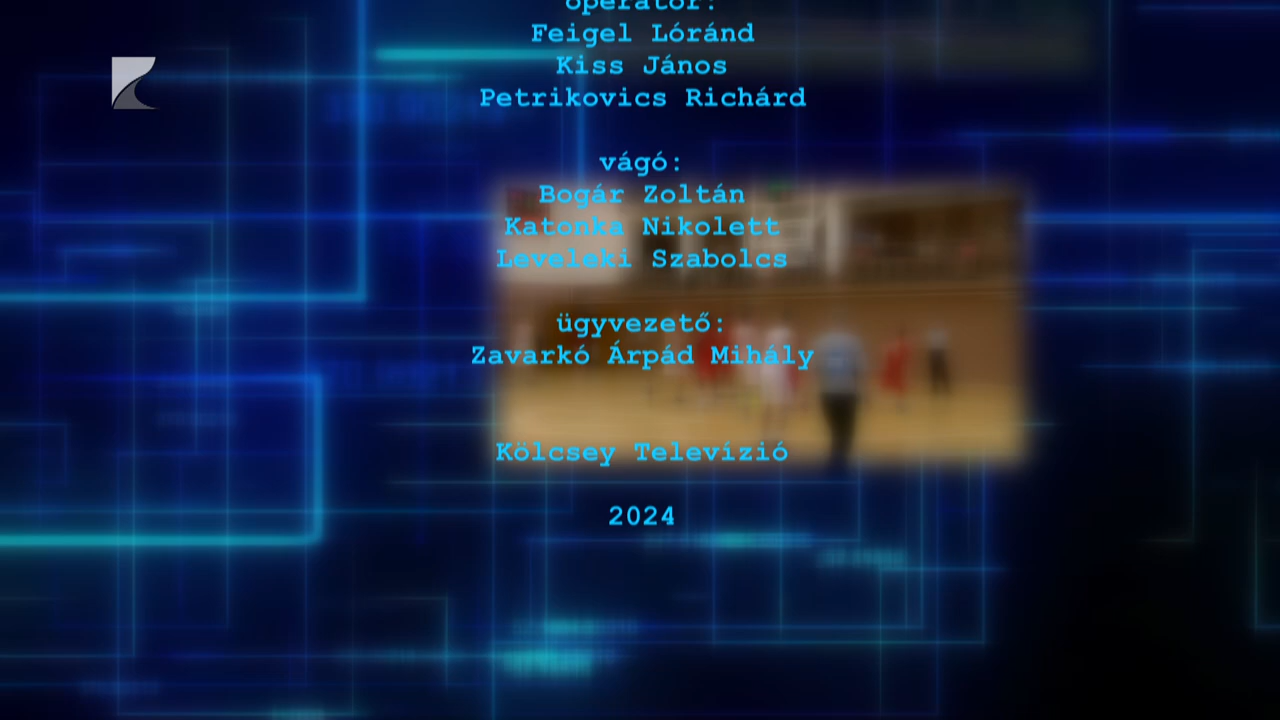 operatőr:
Feigel Lóránd
Kiss János
Petrikovics Richárd
vágó:
Bogár Zoltán
Katonka Nikolett
Leveleki Szabolcs
ügyvezető:
Zavarkó Árpád Mihály
Kölcsey Televízió
2024